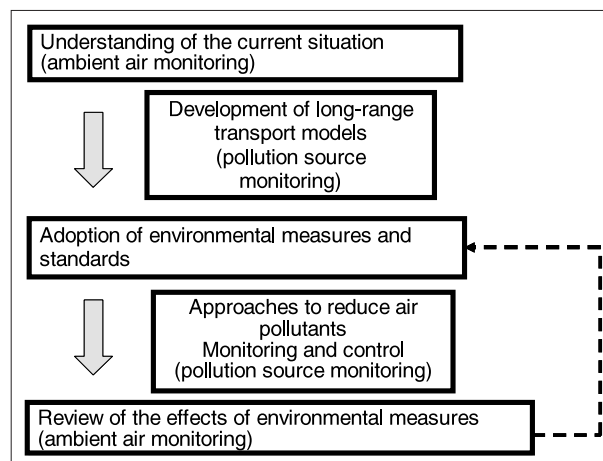 Understanding of the current situation
(ambient air monitoring)
Development of long-range
transport models
(pollution source
monitoring)
Adoption of environmental measures and
standards
Approaches to reduce air
pollutants
Monitoring and control
(pollution source monitoring)
Review of the effects of environmental measures
(ambient air monitoring)